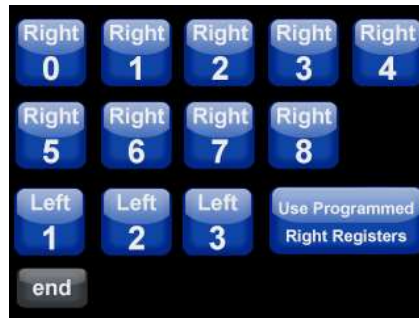 Right Right Right Right Right
0 1 2 3 4
Right Right Right Right
5 6 7 8
Left Left Left
1 2 3
Use Programmed
Right Registers
end